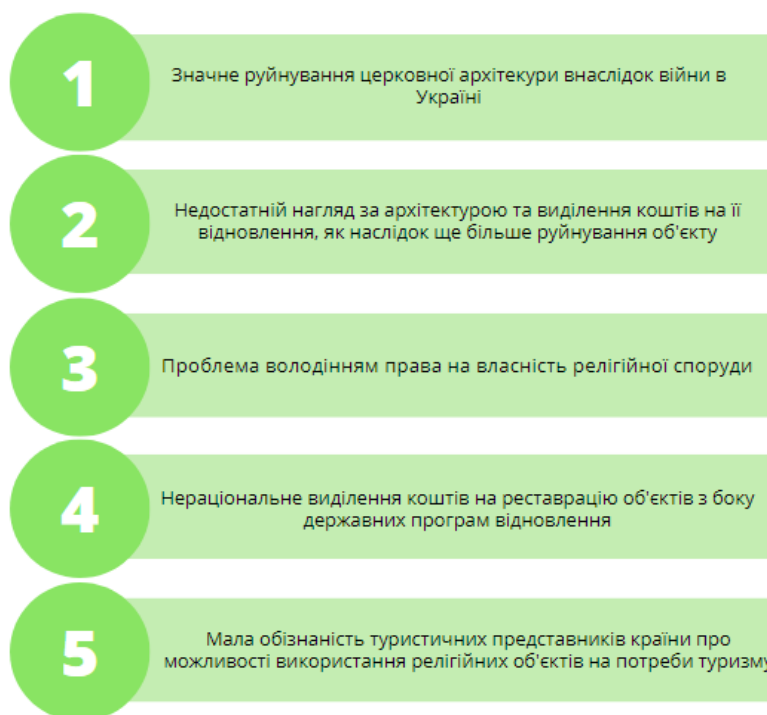 1
Значне руйнування церковної архітекури внаслідок війни в
Україні
2
Недостатній нагляд за архітектурою та виділення коштів на її
відновлення, як наслідок ще більше руйнування об'єкту
3
Проблема володінням права на власність релігійної споруди
4
Нераціональне виділення коштів на реставрацію об'єктів з боку
державних програм відновлення
5
Мала обізнаність туристичних представників країни про
можливості використання релігійних об'єктів на потреби туризму